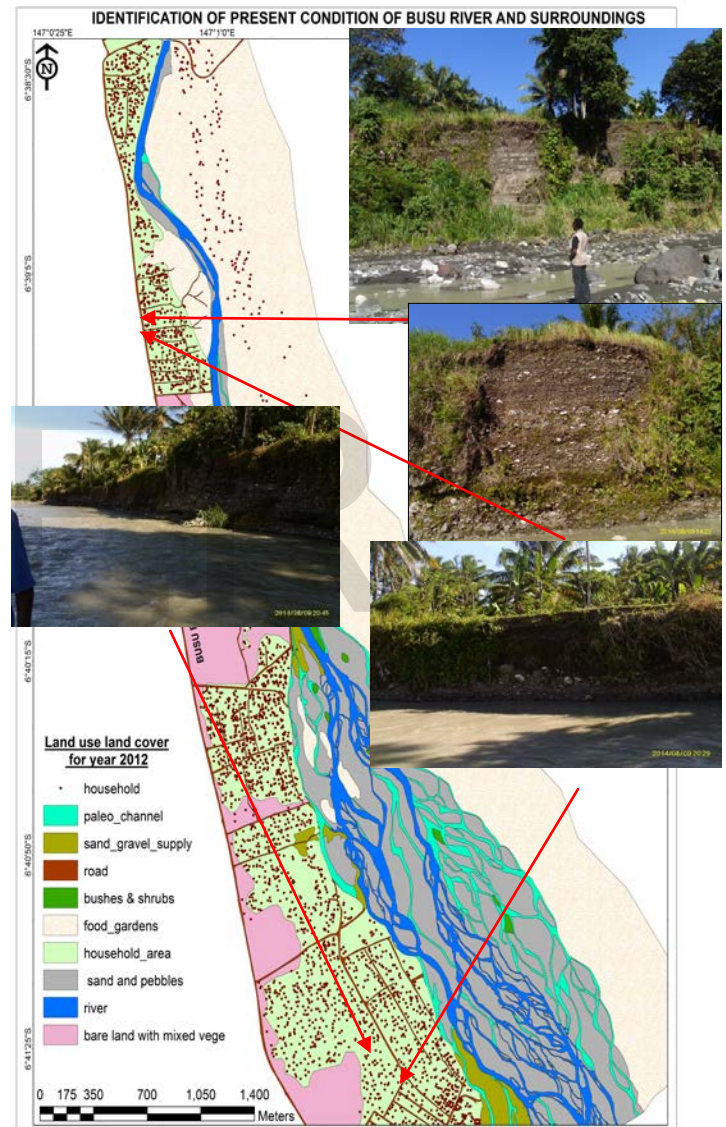 IDENTIFICATION OF PRESENT CONDITION OF BUSU RIVER AND SURROUNDINGS
147°0'25"E
147°1'0"E
N
6°38'30"S
6°39'5"S
2014/08/09 20:45
2014/08/09 20:29
BUSU
6°40'15"S
Land use land cover
for year 2012
household
paleo_channel
sand_gravel_supply
road
bushes & shrubs
food_gardens
household_area
sand and pebbles
river
bare land with mixed vege
6°40'50"S
6°41'25"S
0 175 350 700 1,050 1,400
Meters